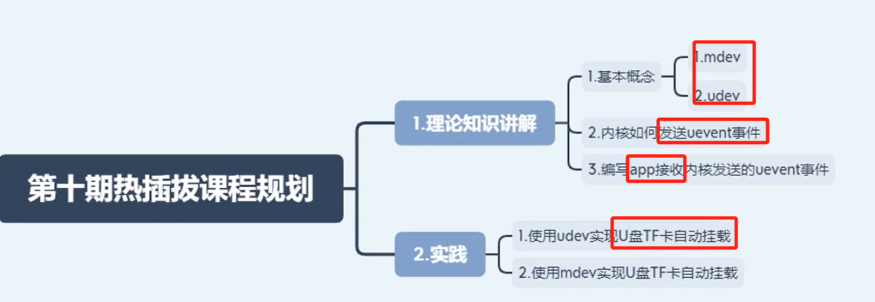 第十期热插拔课程规划
1.理论知识讲解
1.基本概念
1.mdev
2.udev
2.内核如何发送uevent事件
3.编写app接收内核发送的uevent事件
2.实践
1.使用udev实现U盘TF卡自动挂载
2.使用mdev实现U盘TF卡自动挂载